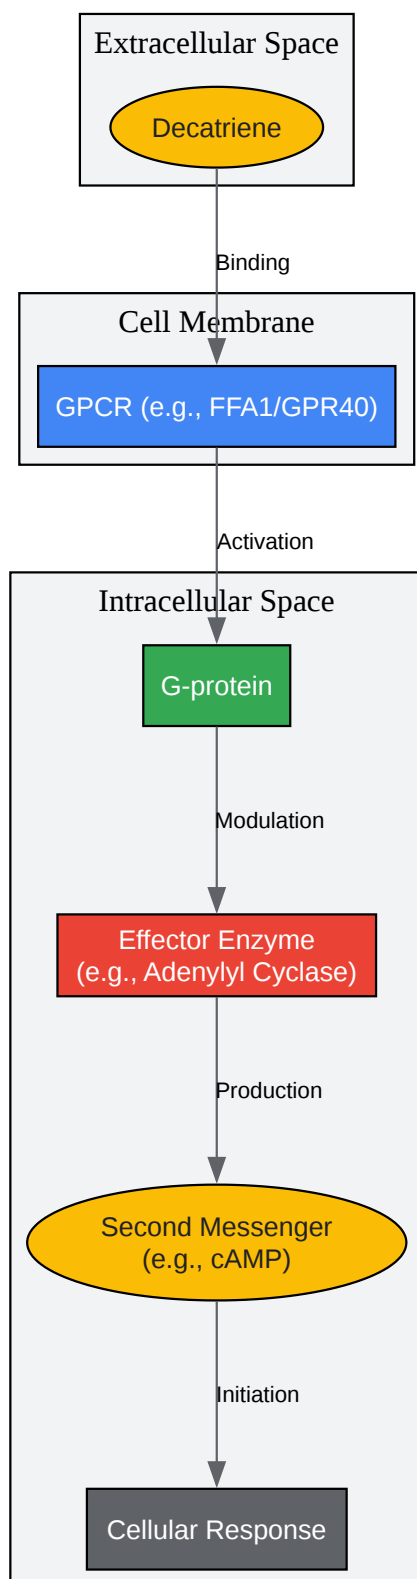 Extracellular Space
Decatriene
Binding
Cell Membrane
GPCR (e.g., FFA1/GPR40)
Activation
Intracellular Space
G-protein
Modulation
Effector Enzyme
(e.g., Adenylyl Cyclase)
Production
Second Messenger
(e.g., cAMP)
Initiation
Cellular Response